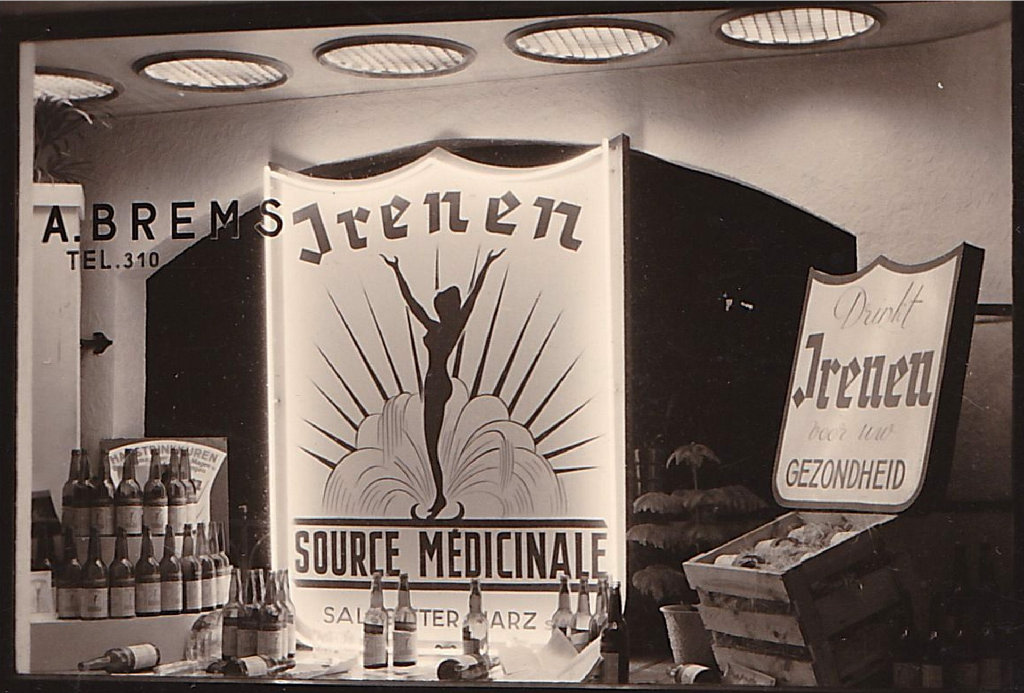 A. BREMS
TEL. 310
Irenen
SOURCE MÉDICINALE
Drinkt
Irenen
voor uw
GEZONDHEID